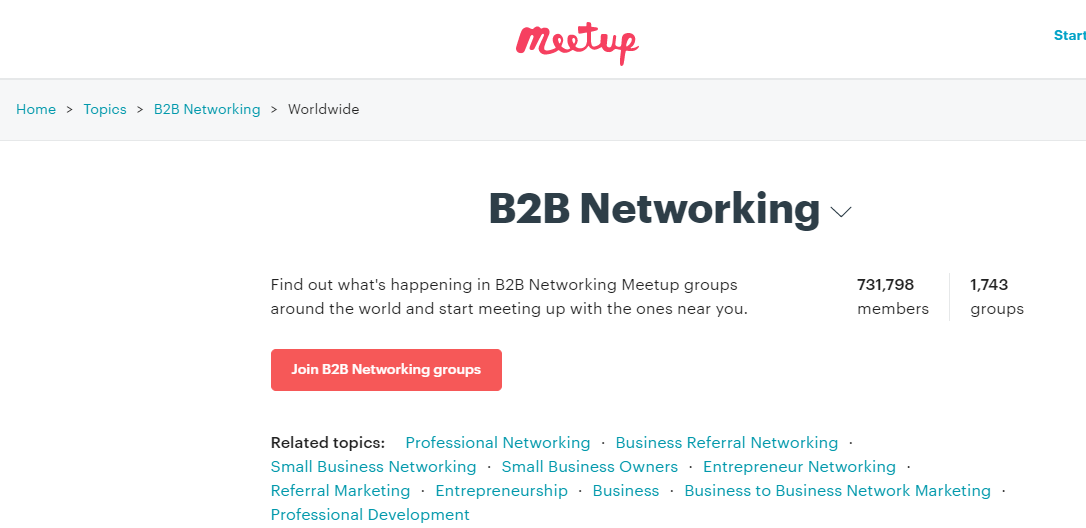 Meetup
Start
Home > Topics > B2B Networking > Worldwide
B2B Networking
Find out what's happening in B2B Networking Meetup groups
around the world and start meeting up with the ones near you.
731,798
members
1,743
groups
Join B2B Networking groups
Related topics: Professional Networking · Business Referral Networking ·
Small Business Networking · Small Business Owners · Entrepreneur Networking ·
Referral Marketing · Entrepreneurship · Business · Business to Business Network Marketing ·
Professional Development